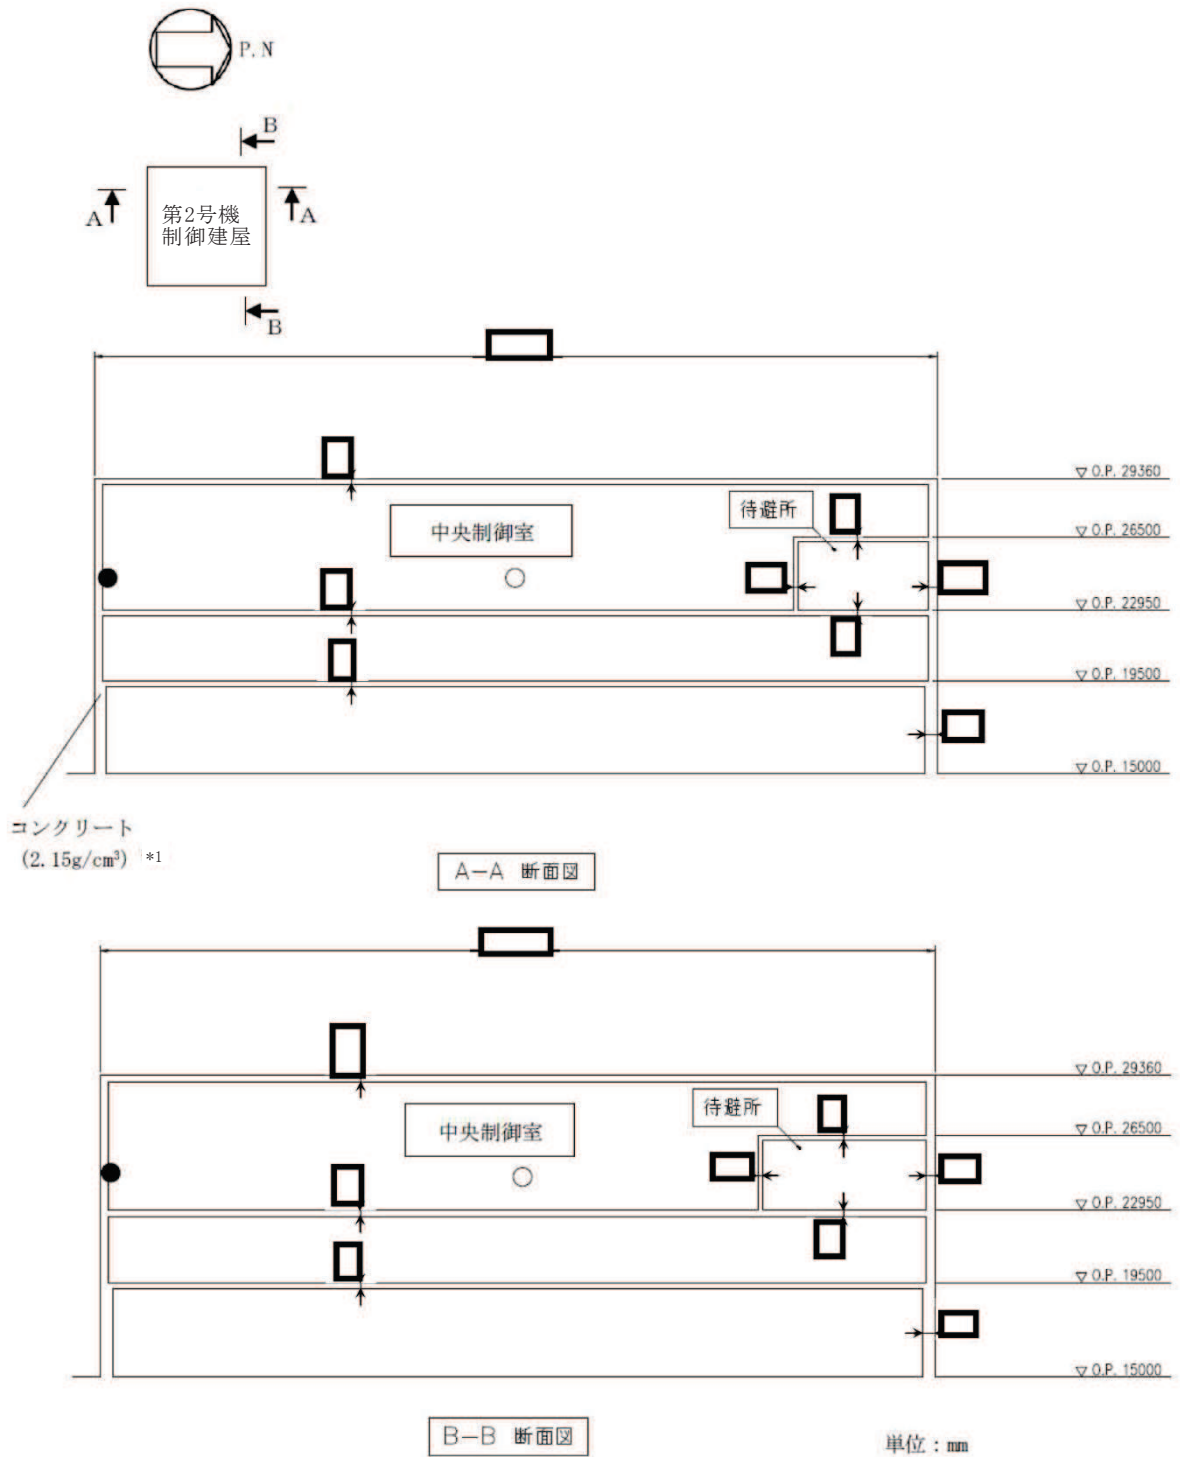 P.N
B
A
A
第2号機
制御建屋
B
▽ O.P. 29360
待避所
中央制御室
▽ O.P. 26500
▽ O.P. 22950
▽ O.P. 19500
▽ O.P. 15000
コンクリート
(2.15g/cm³) *1
A-A 断面図
▽ O.P. 29360
待避所
中央制御室
▽ O.P. 26500
▽ O.P. 22950
▽ O.P. 19500
▽ O.P. 15000
B-B 断面図
単位:mm